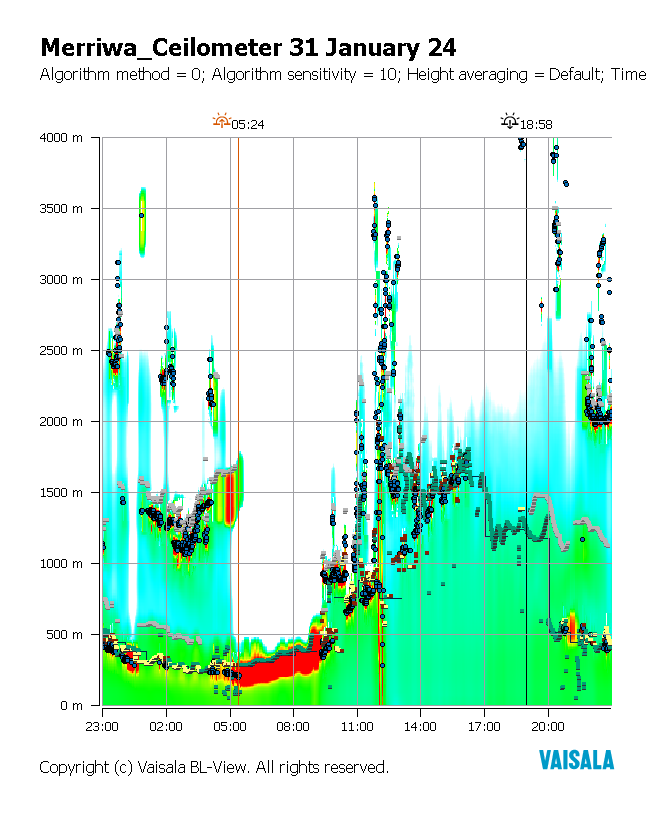 Merriwa_Ceilometer 31 January 24
Algorithm method = 0; Algorithm sensitivity = 10; Height averaging = Default; Time
05:24 18:58
4000 m
3500 m
3000 m
2500 m
2000 m
1500 m
1000 m
500 m
0 m
23:00 02:00 05:00 08:00 11:00 14:00 17:00 20:00
Copyright (c) Vaisala BL-View. All rights reserved.
VAISALA